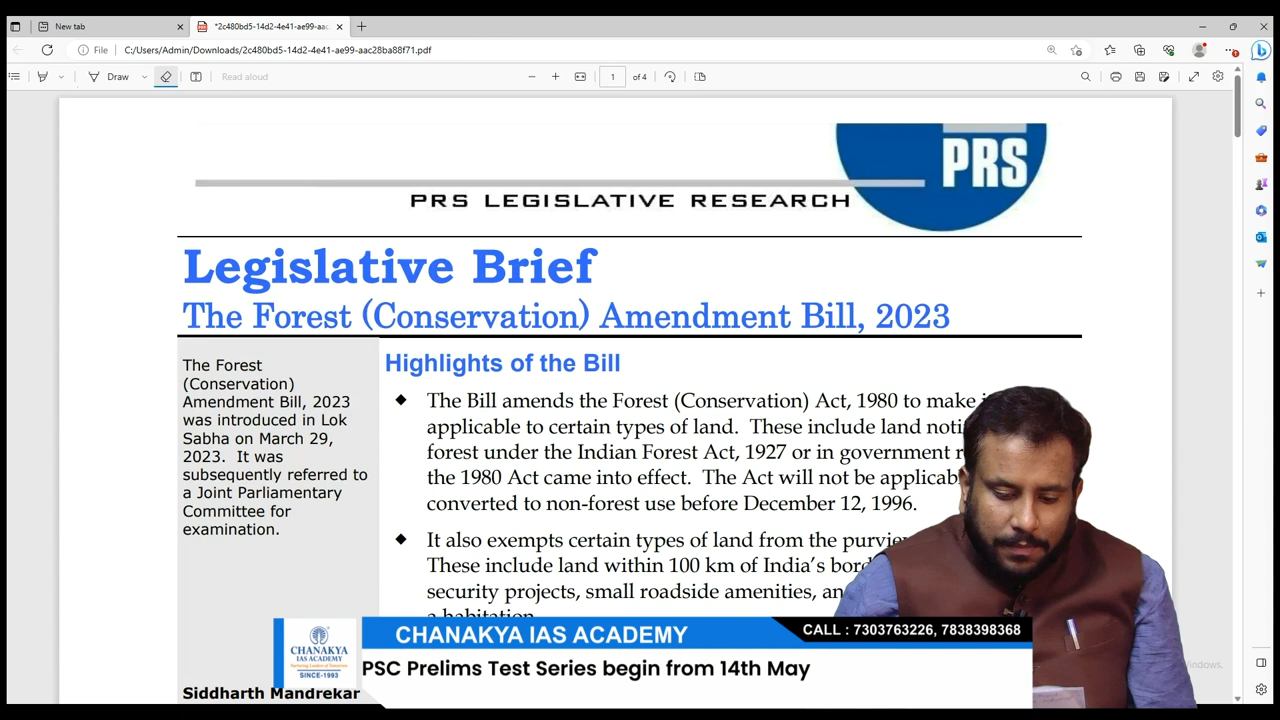 New tab
*2c480bd5-14d2-4e41-ae99-aac...
File
C:/Users/Admin/Downloads/2c480bd5-14d2-4e41-ae99-aac28ba88f71.pdf
Draw
Read aloud
1
of 4
PRS
PRS LEGISLATIVE RESEARCH
Legislative Brief
The Forest (Conservation) Amendment Bill, 2023
The Forest
(Conservation)
Amendment Bill, 2023
was introduced in Lok
Sabha on March 29,
2023. It was
subsequently referred to
a Joint Parliamentary
Committee for
examination.
Siddharth Mandrekar
Highlights of the Bill
The Bill amends the Forest (Conservation) Act, 1980 to make
applicable to certain types of land. These include land
forest under the Indian Forest Act, 1927 or in government
the 1980 Act came into effect. The Act will not be
converted to non-forest use before December 12, 1996.
It also exempts certain types of land from the
These include land within 100 km of India's
security projects, small roadside amenities,
a habitation
CHANAKYA IAS ACADEMY
CALL : 7303763226, 7838398368
CHANAKYA
IAS ACADEMY
Nurturing Leaders of Tomorrow
SINCE-1993
PSC Prelims Test Series begin from 14th May